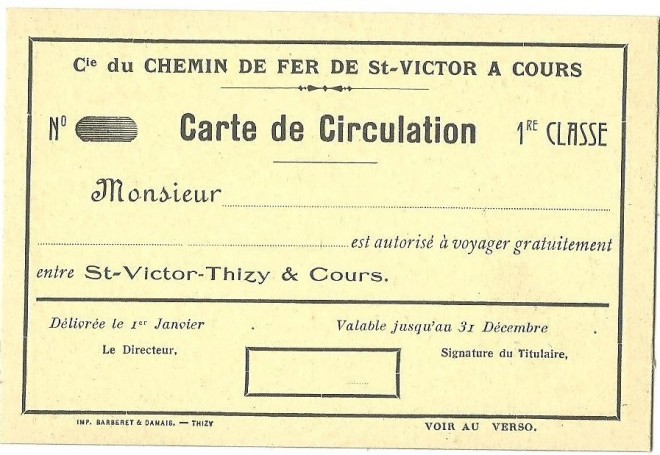 Cie du CHEMIN DE FER DE St-VICTOR A COURS
No Carte de Circulation 1RE CLASSE
Monsieur
est autorisé à voyager gratuitement
entre St-Victor-Thizy & Cours.
Délivrée le 1er Janvier . Valable jusqu'au 31 Décembre
Le Directeur, Signature du Titulaire,
IMP. BARBERET & DAMAIS. — THIZY VOIR AU VERSO.